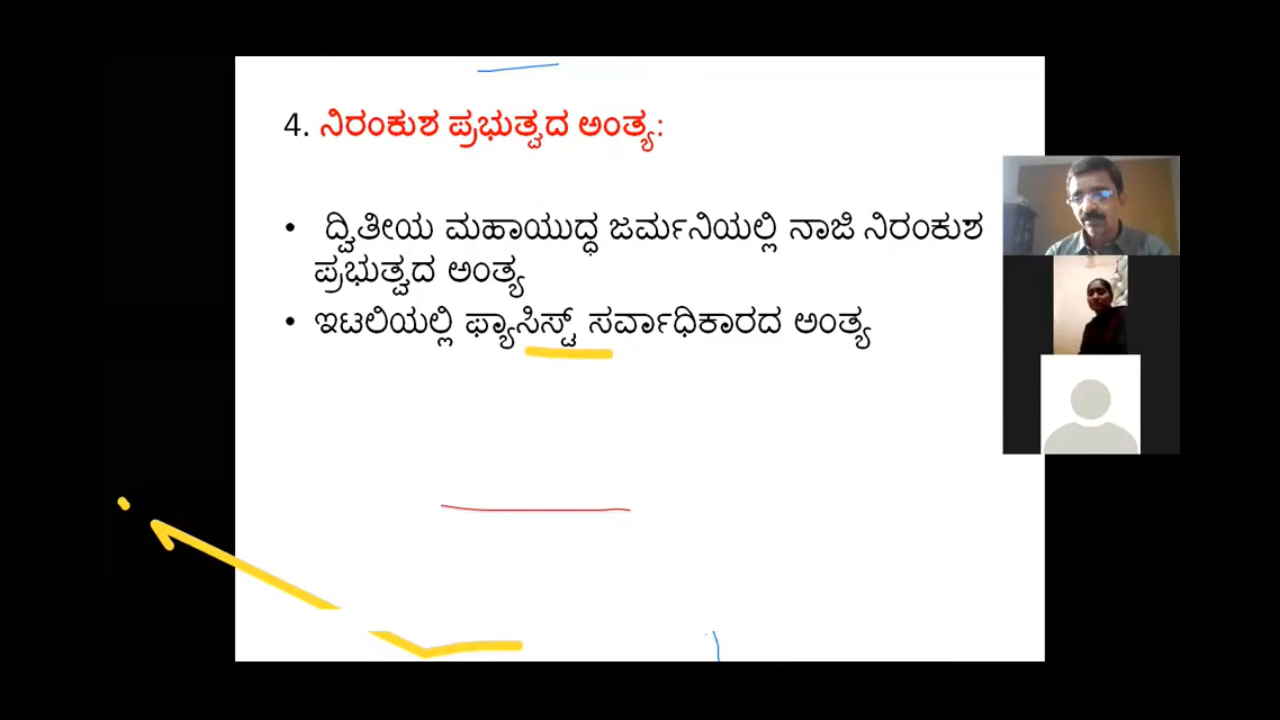 4. ನಿರಂಕುಶ ಪ್ರಭುತ್ವದ ಅಂತ್ಯ:
• ದ್ವಿತೀಯ ಮಹಾಯುದ್ಧ ಜರ್ಮನಿಯಲ್ಲಿ ನಾಜಿ ನಿರಂಕುಶ
ಪ್ರಭುತ್ವದ ಅಂತ್ಯ
• ಇಟಲಿಯಲ್ಲಿ ಫ್ಯಾಸಿಸ್ಟ್ ಸರ್ವಾಧಿಕಾರದ ಅಂತ್ಯ